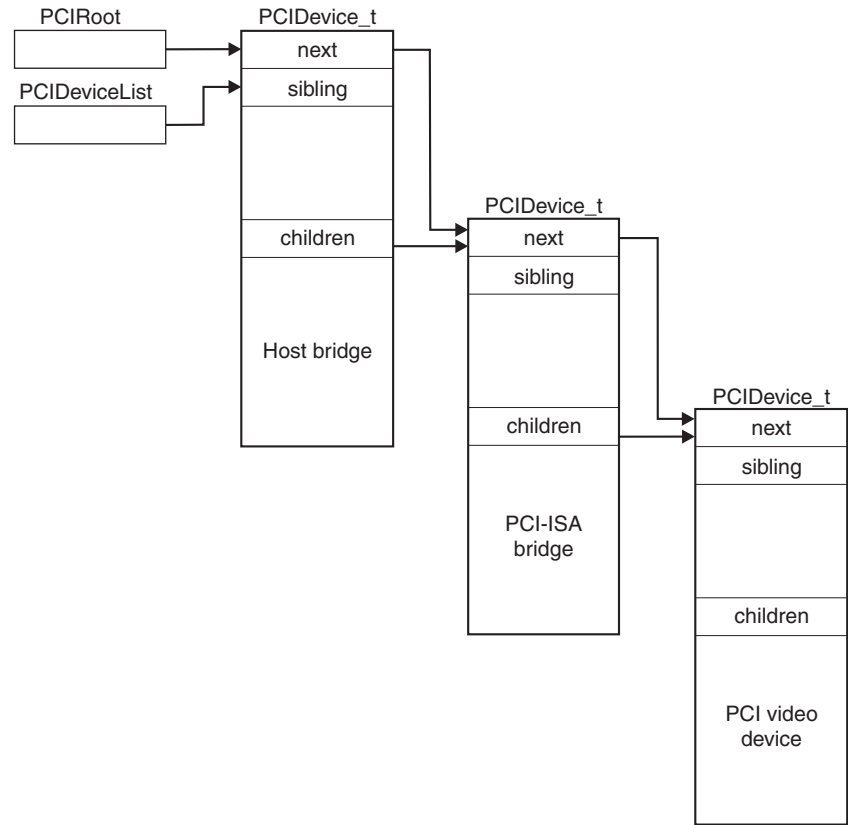 PCIRoot
PCIDevice_t
next
PCIDeviceList
sibling
PCIDevice_t
children
next
sibling
Host bridge
PCIDevice_t
children
next
sibling
PCI-ISA
bridge
children
PCI video
device